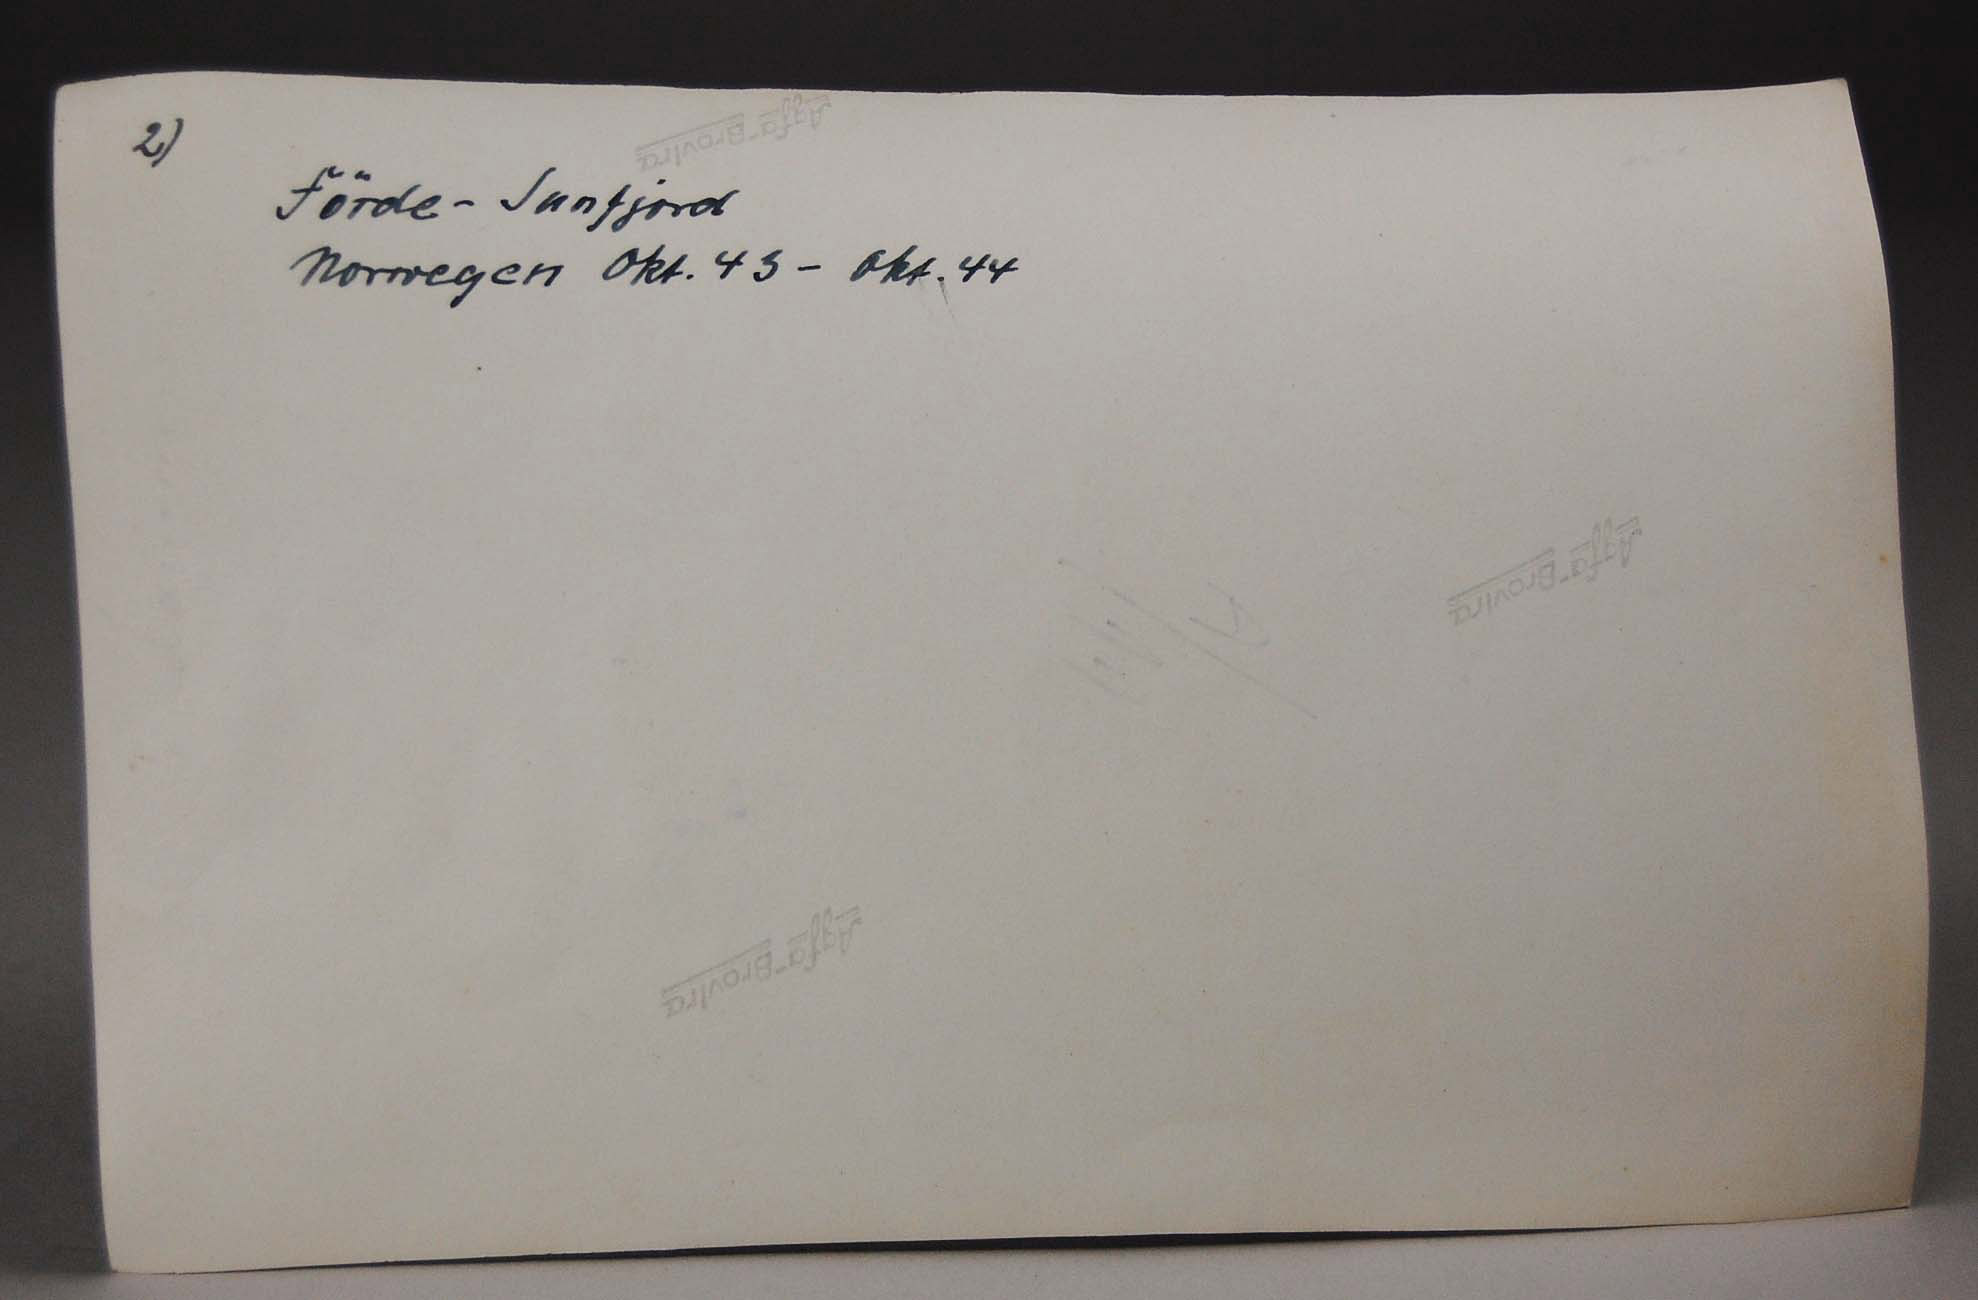 2)
Agfa-Brovira
Förde - Sunfjord
Norwegen Okt. 43 - Okt. 44
Agfa-Brovira
Agfa-Brovira